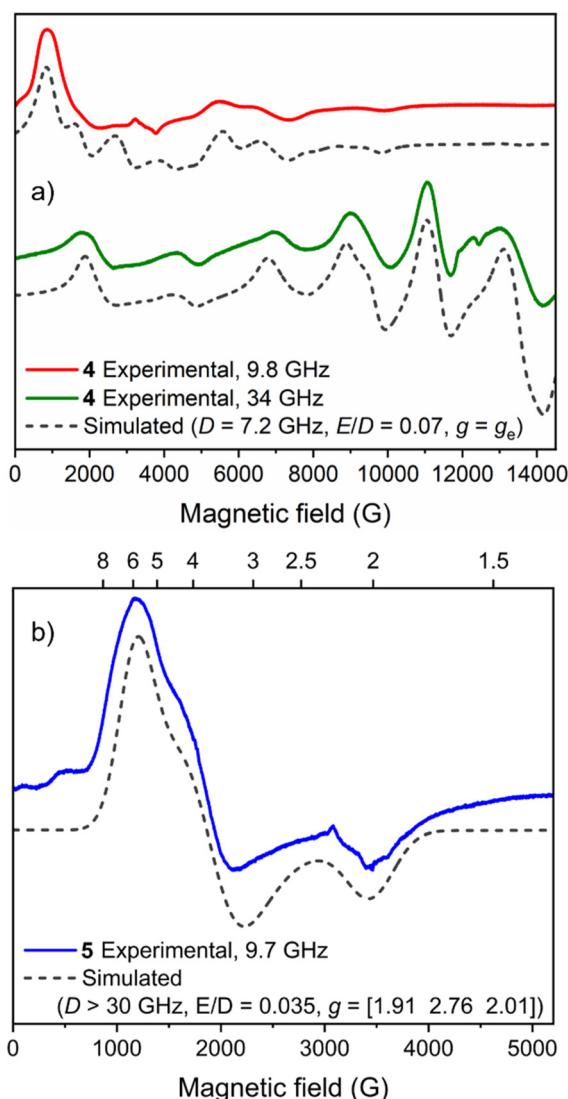 a)
4 Experimental, 9.8 GHz
4 Experimental, 34 GHz
Simulated (D = 7.2 GHz, E/D = 0.07, g = gₑ)
0 2000 4000 6000 8000 10000 12000 14000
Magnetic field (G)
8 6 5 4 3 2.5 2 1.5
b)
5 Experimental, 9.7 GHz
Simulated
(D > 30 GHz, E/D = 0.035, g = [1.91 2.76 2.01])
0 1000 2000 3000 4000 5000
Magnetic field (G)